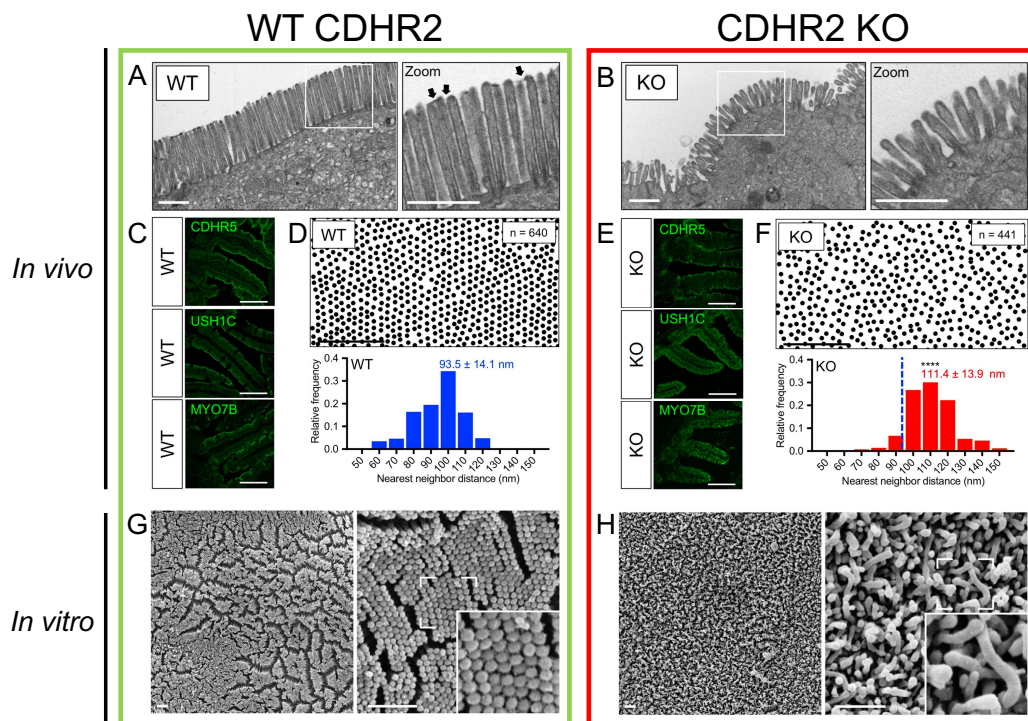 WT CDHR2
CDHR2 KO
In vivo
In vitro
A
WT
Zoom
B
KO
Zoom
C
WT
CDHR5
WT
USH1C
WT
MYO7B
D
WT
n = 640
WT
93.5 ± 14.1 nm
Relative frequency
0.4
0.3
0.2
0.1
0.0
50 60 70 80 90 100 110 120 130 140 150
Nearest neighbor distance (nm)
E
KO
CDHR5
KO
USH1C
KO
MYO7B
F
KO
n = 441
KO
****
111.4 ± 13.9 nm
Relative frequency
0.4
0.3
0.2
0.1
0.0
50 60 70 80 90 100 110 120 130 140 150
Nearest neighbor distance (nm)
G
H